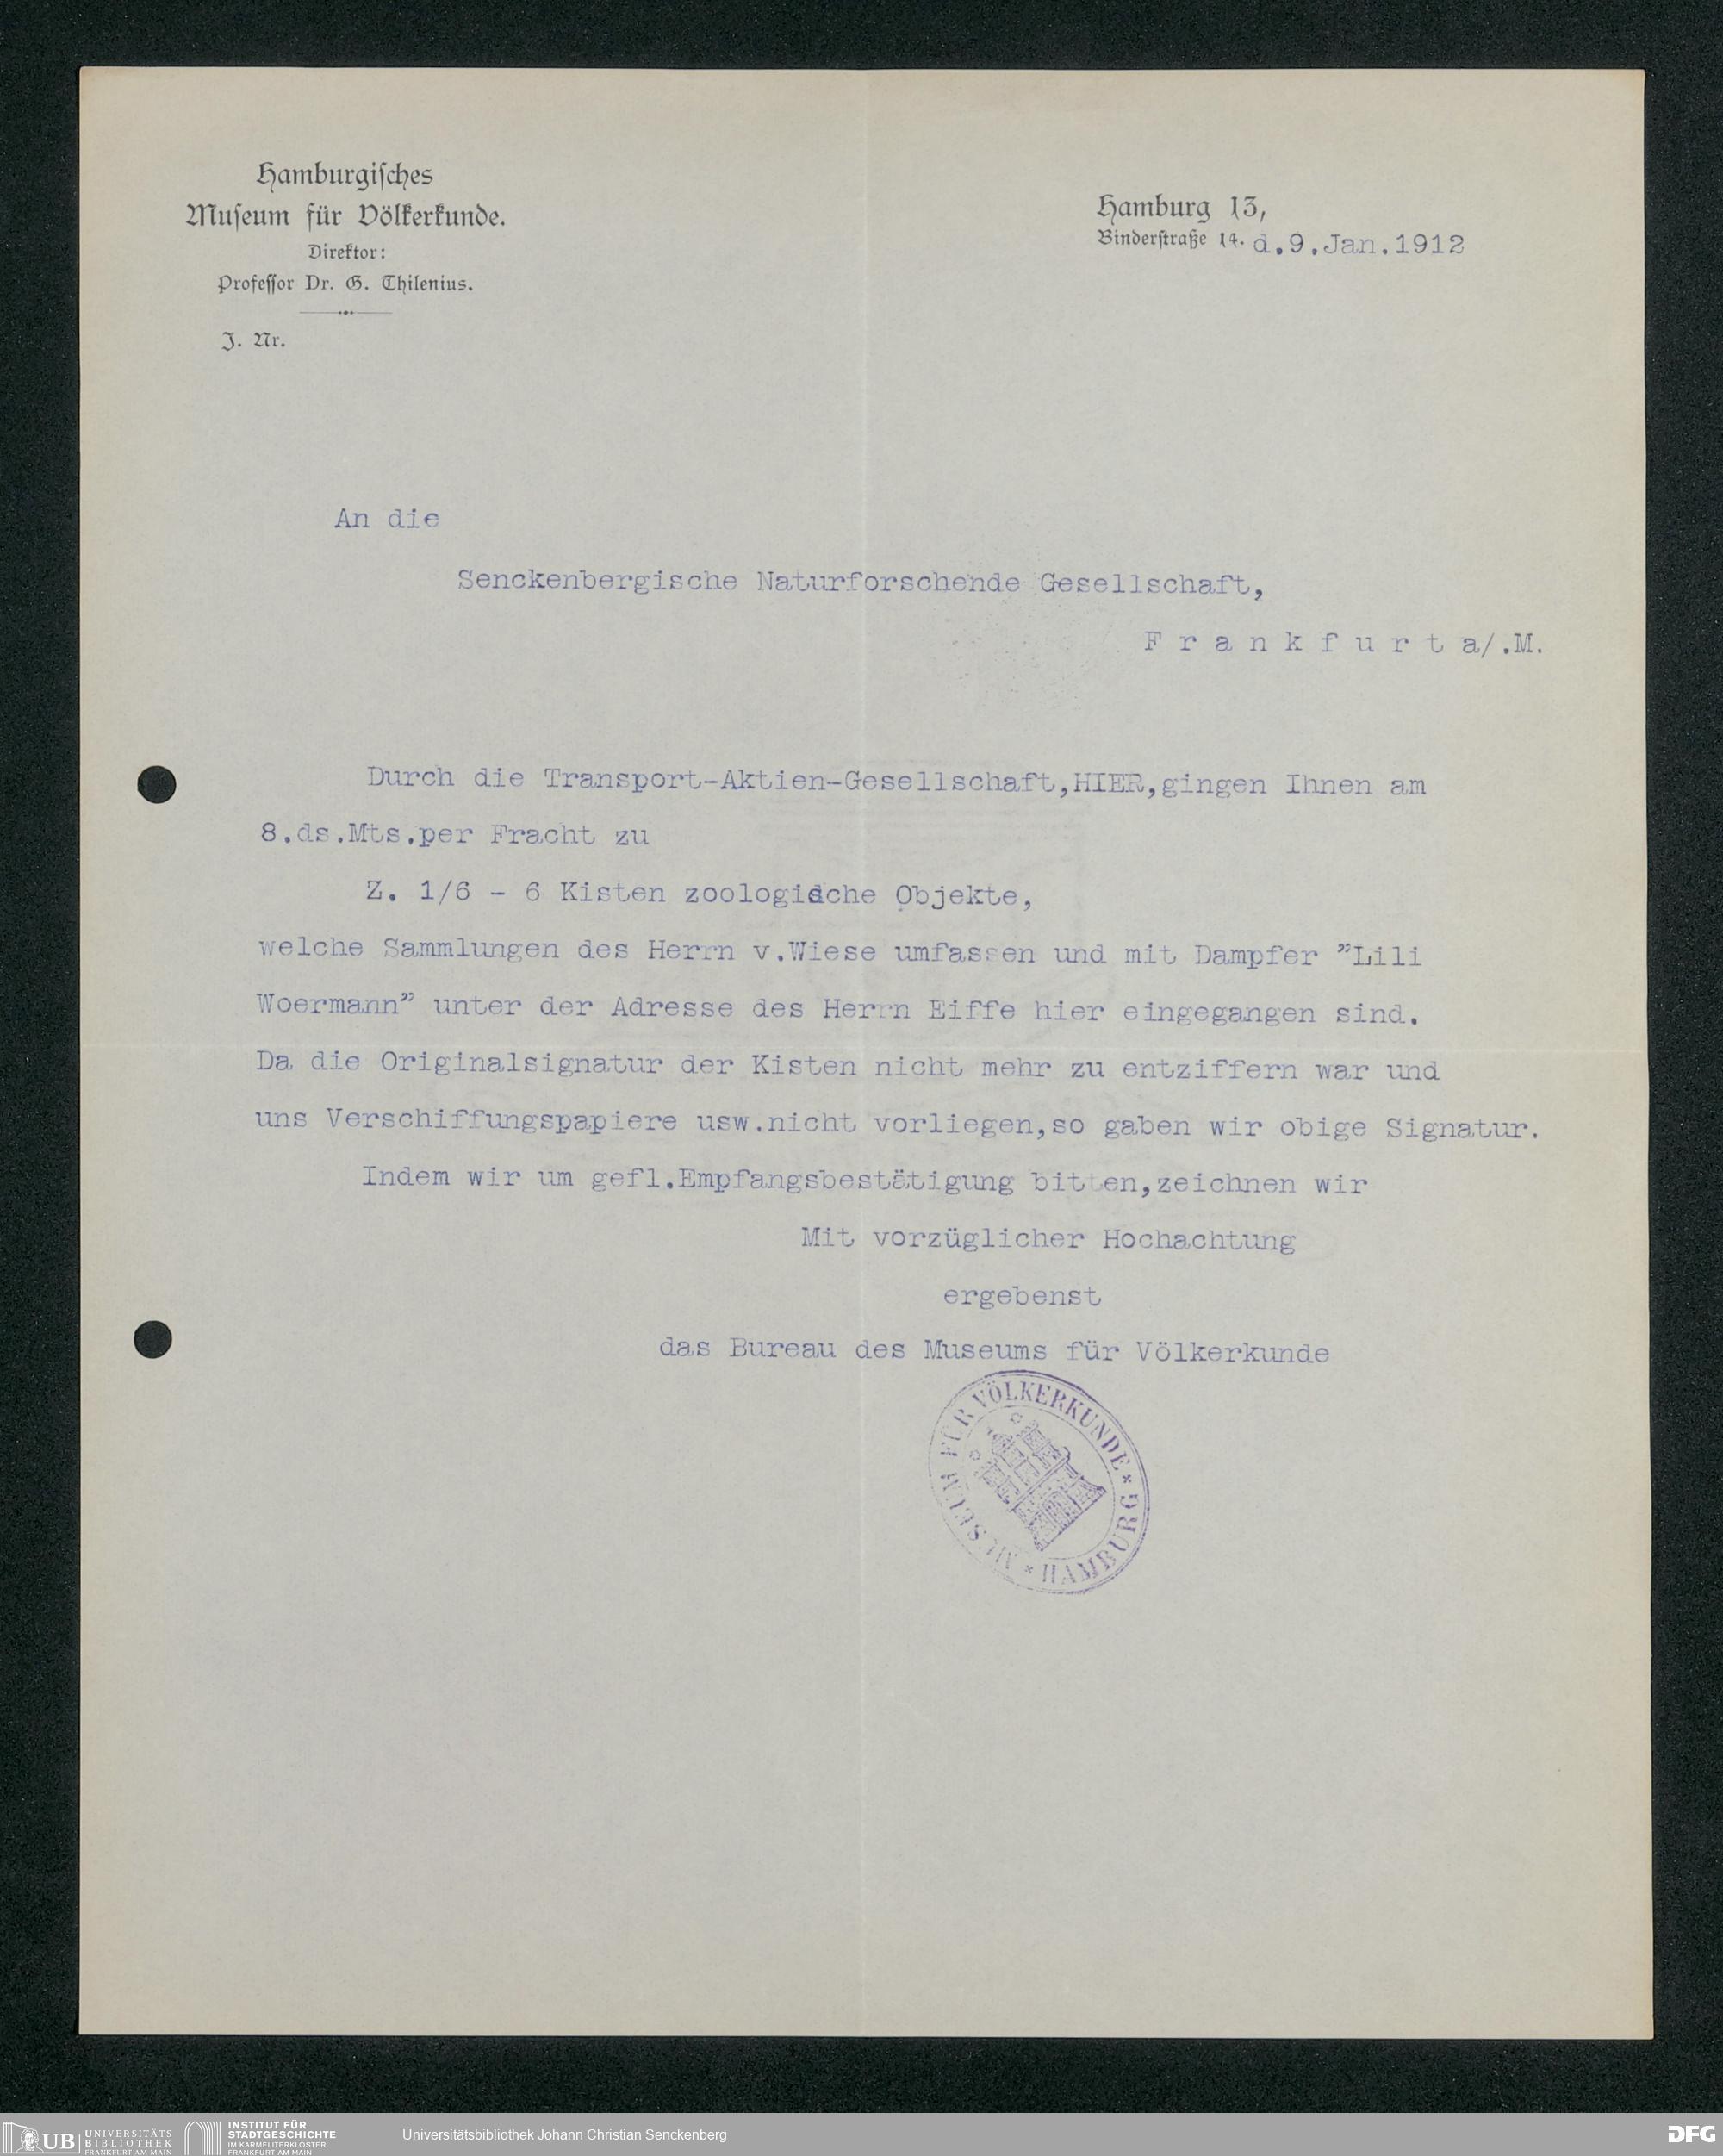 Hamburgisches
Museum für Völkerkunde.
Direktor:
Professor Dr. G. Thilenius.
J. Nr.
Hamburg 13,
Binderstraße 14. d.9.Jan.1912
An die
Senckenbergische Naturforschende Gesellschaft,
F r a n k f u r t a/.M.
Durch die Transport-Aktien-Gesellschaft,HIER,gingen Ihnen am
8.ds.Mts.per Fracht zu
Z. 1/6 - 6 Kisten zoologische Objekte,
welche Sammlungen des Herrn v.Wiese umfassen und mit Dampfer "Lili
Woermann" unter der Adresse des Herrn Eiffe hier eingegangen sind.
Da die Originalsignatur der Kisten nicht mehr zu entziffern war und
uns Verschiffungspapiere usw.nicht vorliegen,so gaben wir obige Signatur.
Indem wir um gefl.Empfangsbestätigung bitten,zeichnen wir
Mit vorzüglicher Hochachtung
ergebenst
das Bureau des Museums für Völkerkunde
MUSEUM FÜR VÖLKERKUNDE * HAMBURG *
UB UNIVERSITÄTS
BIBLIOTHEK
FRANKFURT AM MAIN
INSTITUT FÜR
STADTGESCHICHTE
IM KARMELITERKLOSTER
FRANKFURT AM MAIN
Universitätsbibliothek Johann Christian Senckenberg
DFG